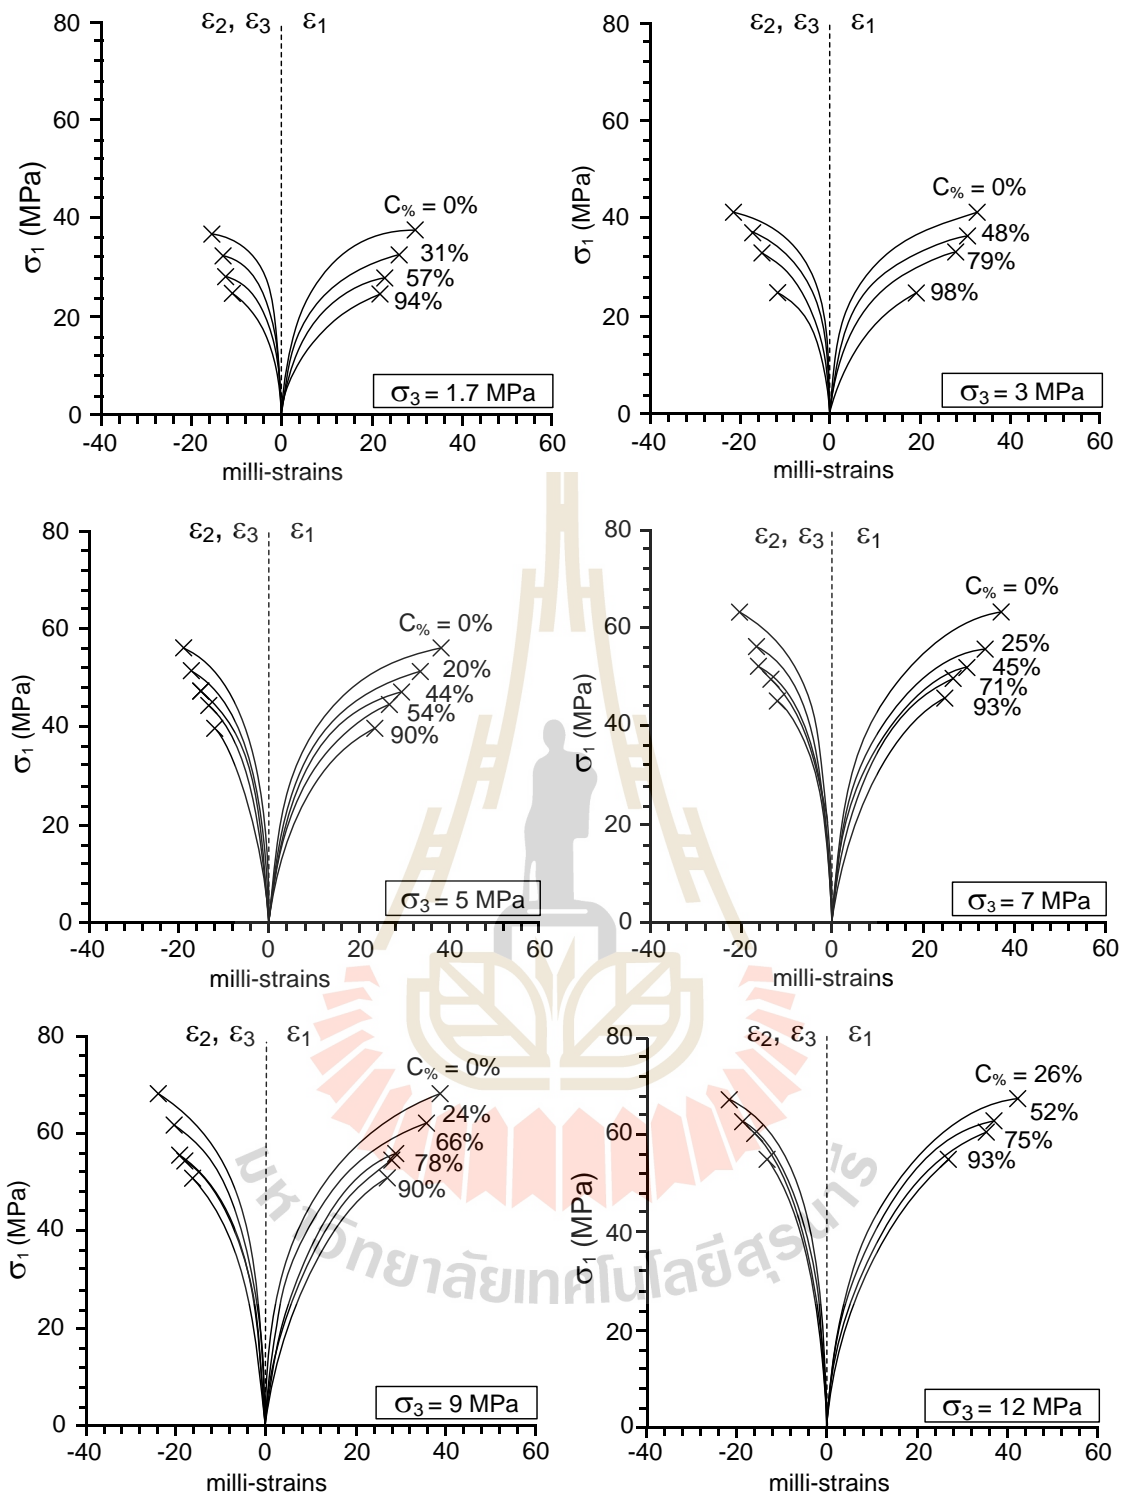 ε2, ε3 ε1
80
60
40
20
0
σ1 (MPa)
C% = 0%
31%
57%
94%
σ3 = 1.7 MPa
-40 -20 0 20 40 60
milli-strains
ε2, ε3 ε1
80
60
40
20
0
σ1 (MPa)
C% = 0%
48%
79%
98%
σ3 = 3 MPa
-40 -20 0 20 40 60
milli-strains
ε2, ε3 ε1
80
60
40
20
0
σ1 (MPa)
C% = 0%
20%
44%
54%
90%
σ3 = 5 MPa
-40 -20 0 20 40 60
milli-strains
ε2, ε3 ε1
80
60
40
20
0
σ1 (MPa)
C% = 0%
25%
45%
71%
93%
σ3 = 7 MPa
-40 -20 0 20 40 60
milli-strains
ε2, ε3 ε1
80
60
40
20
0
σ1 (MPa)
C% = 0%
24%
66%
78%
90%
σ3 = 9 MPa
-40 -20 0 20 40 60
milli-strains
ε2, ε3 ε1
80
60
40
20
0
σ1 (MPa)
C% = 26%
52%
75%
93%
σ3 = 12 MPa
-40 -20 0 20 40 60
milli-strains
มหาวิทยาลัยเทคโนโลยีสุรนารี